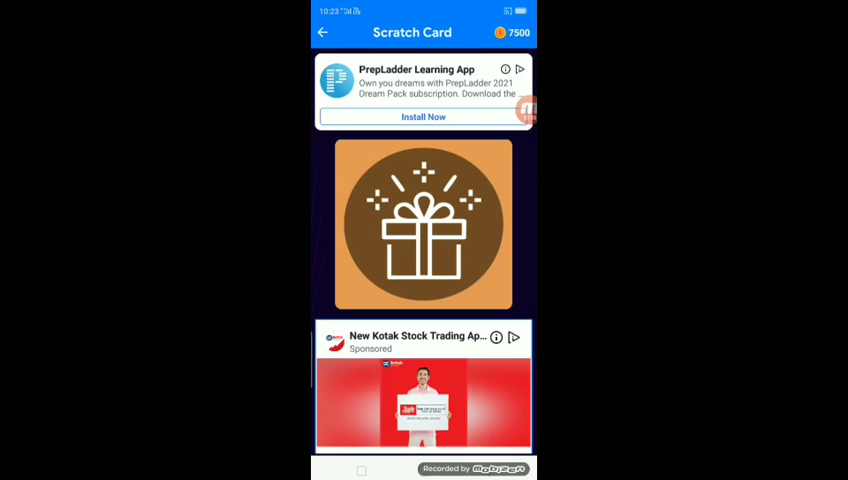 10:23
Scratch Card
7500
PrepLadder Learning App
Own you dreams with PrepLadder 2021
Dream Pack subscription. Download the ...
Install Now
New Kotak Stock Trading Ap...
Sponsored
Recorded by mobizen